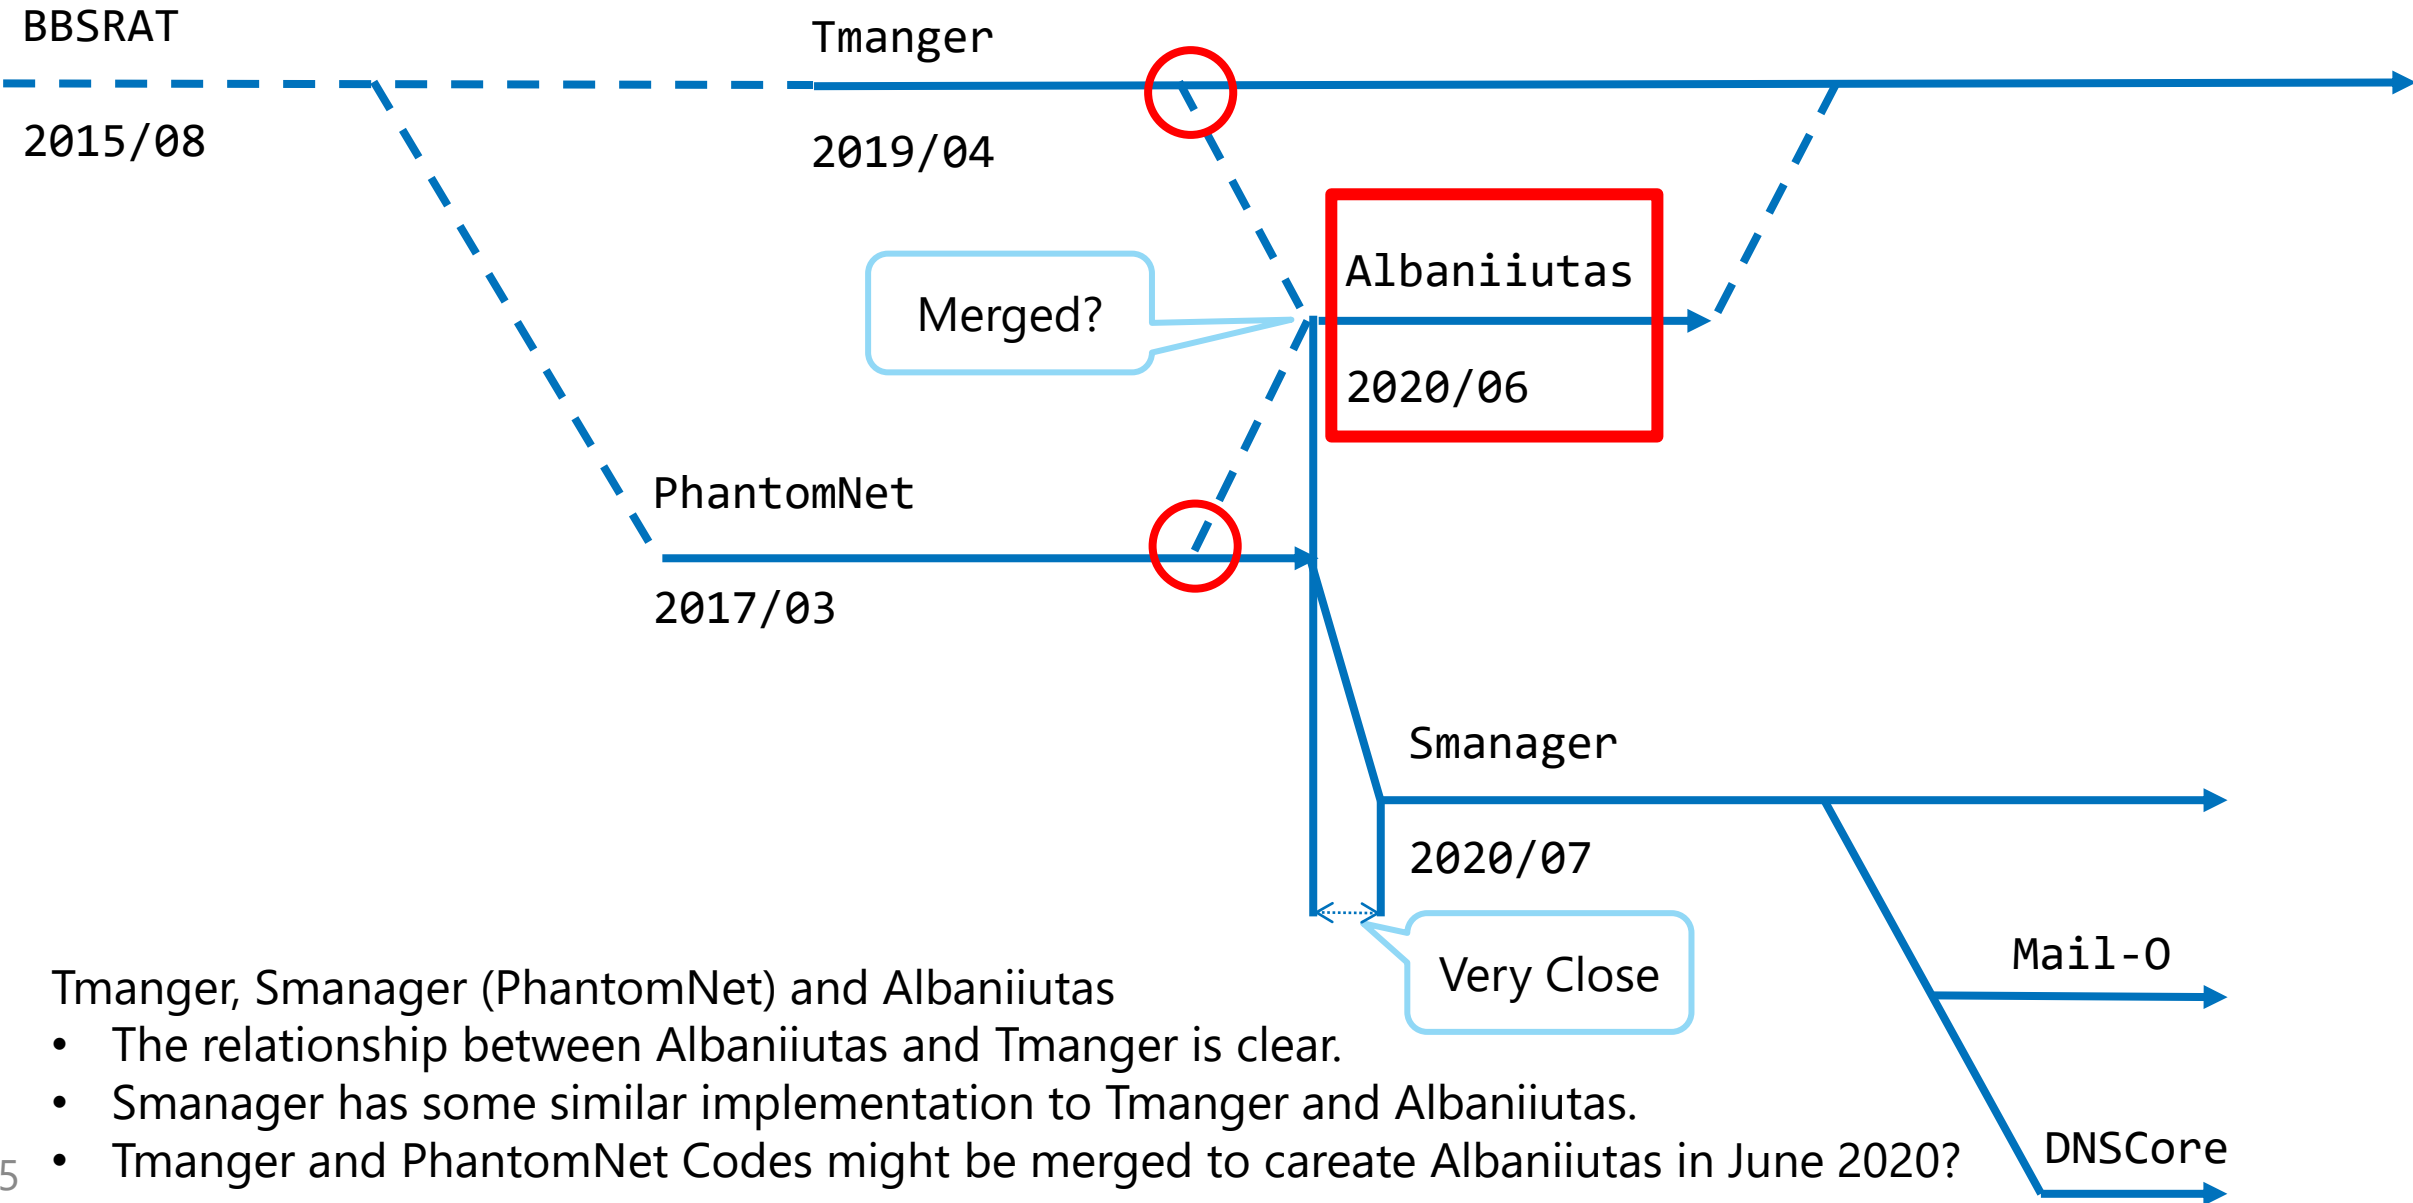 BBSRAT
Tmanger
2015/08
2019/04
Albaniiutas
Merged?
2020/06
PhantomNet
2017/03
Smanager
2020/07
Very Close
Mail-O
DNSCore
Tmanger, Smanager (PhantomNet) and Albaniiutas
• The relationship between Albaniiutas and Tmanger is clear.
• Smanager has some similar implementation to Tmanger and Albaniiutas.
• Tmanger and PhantomNet Codes might be merged to careate Albaniiutas in June 2020?
5